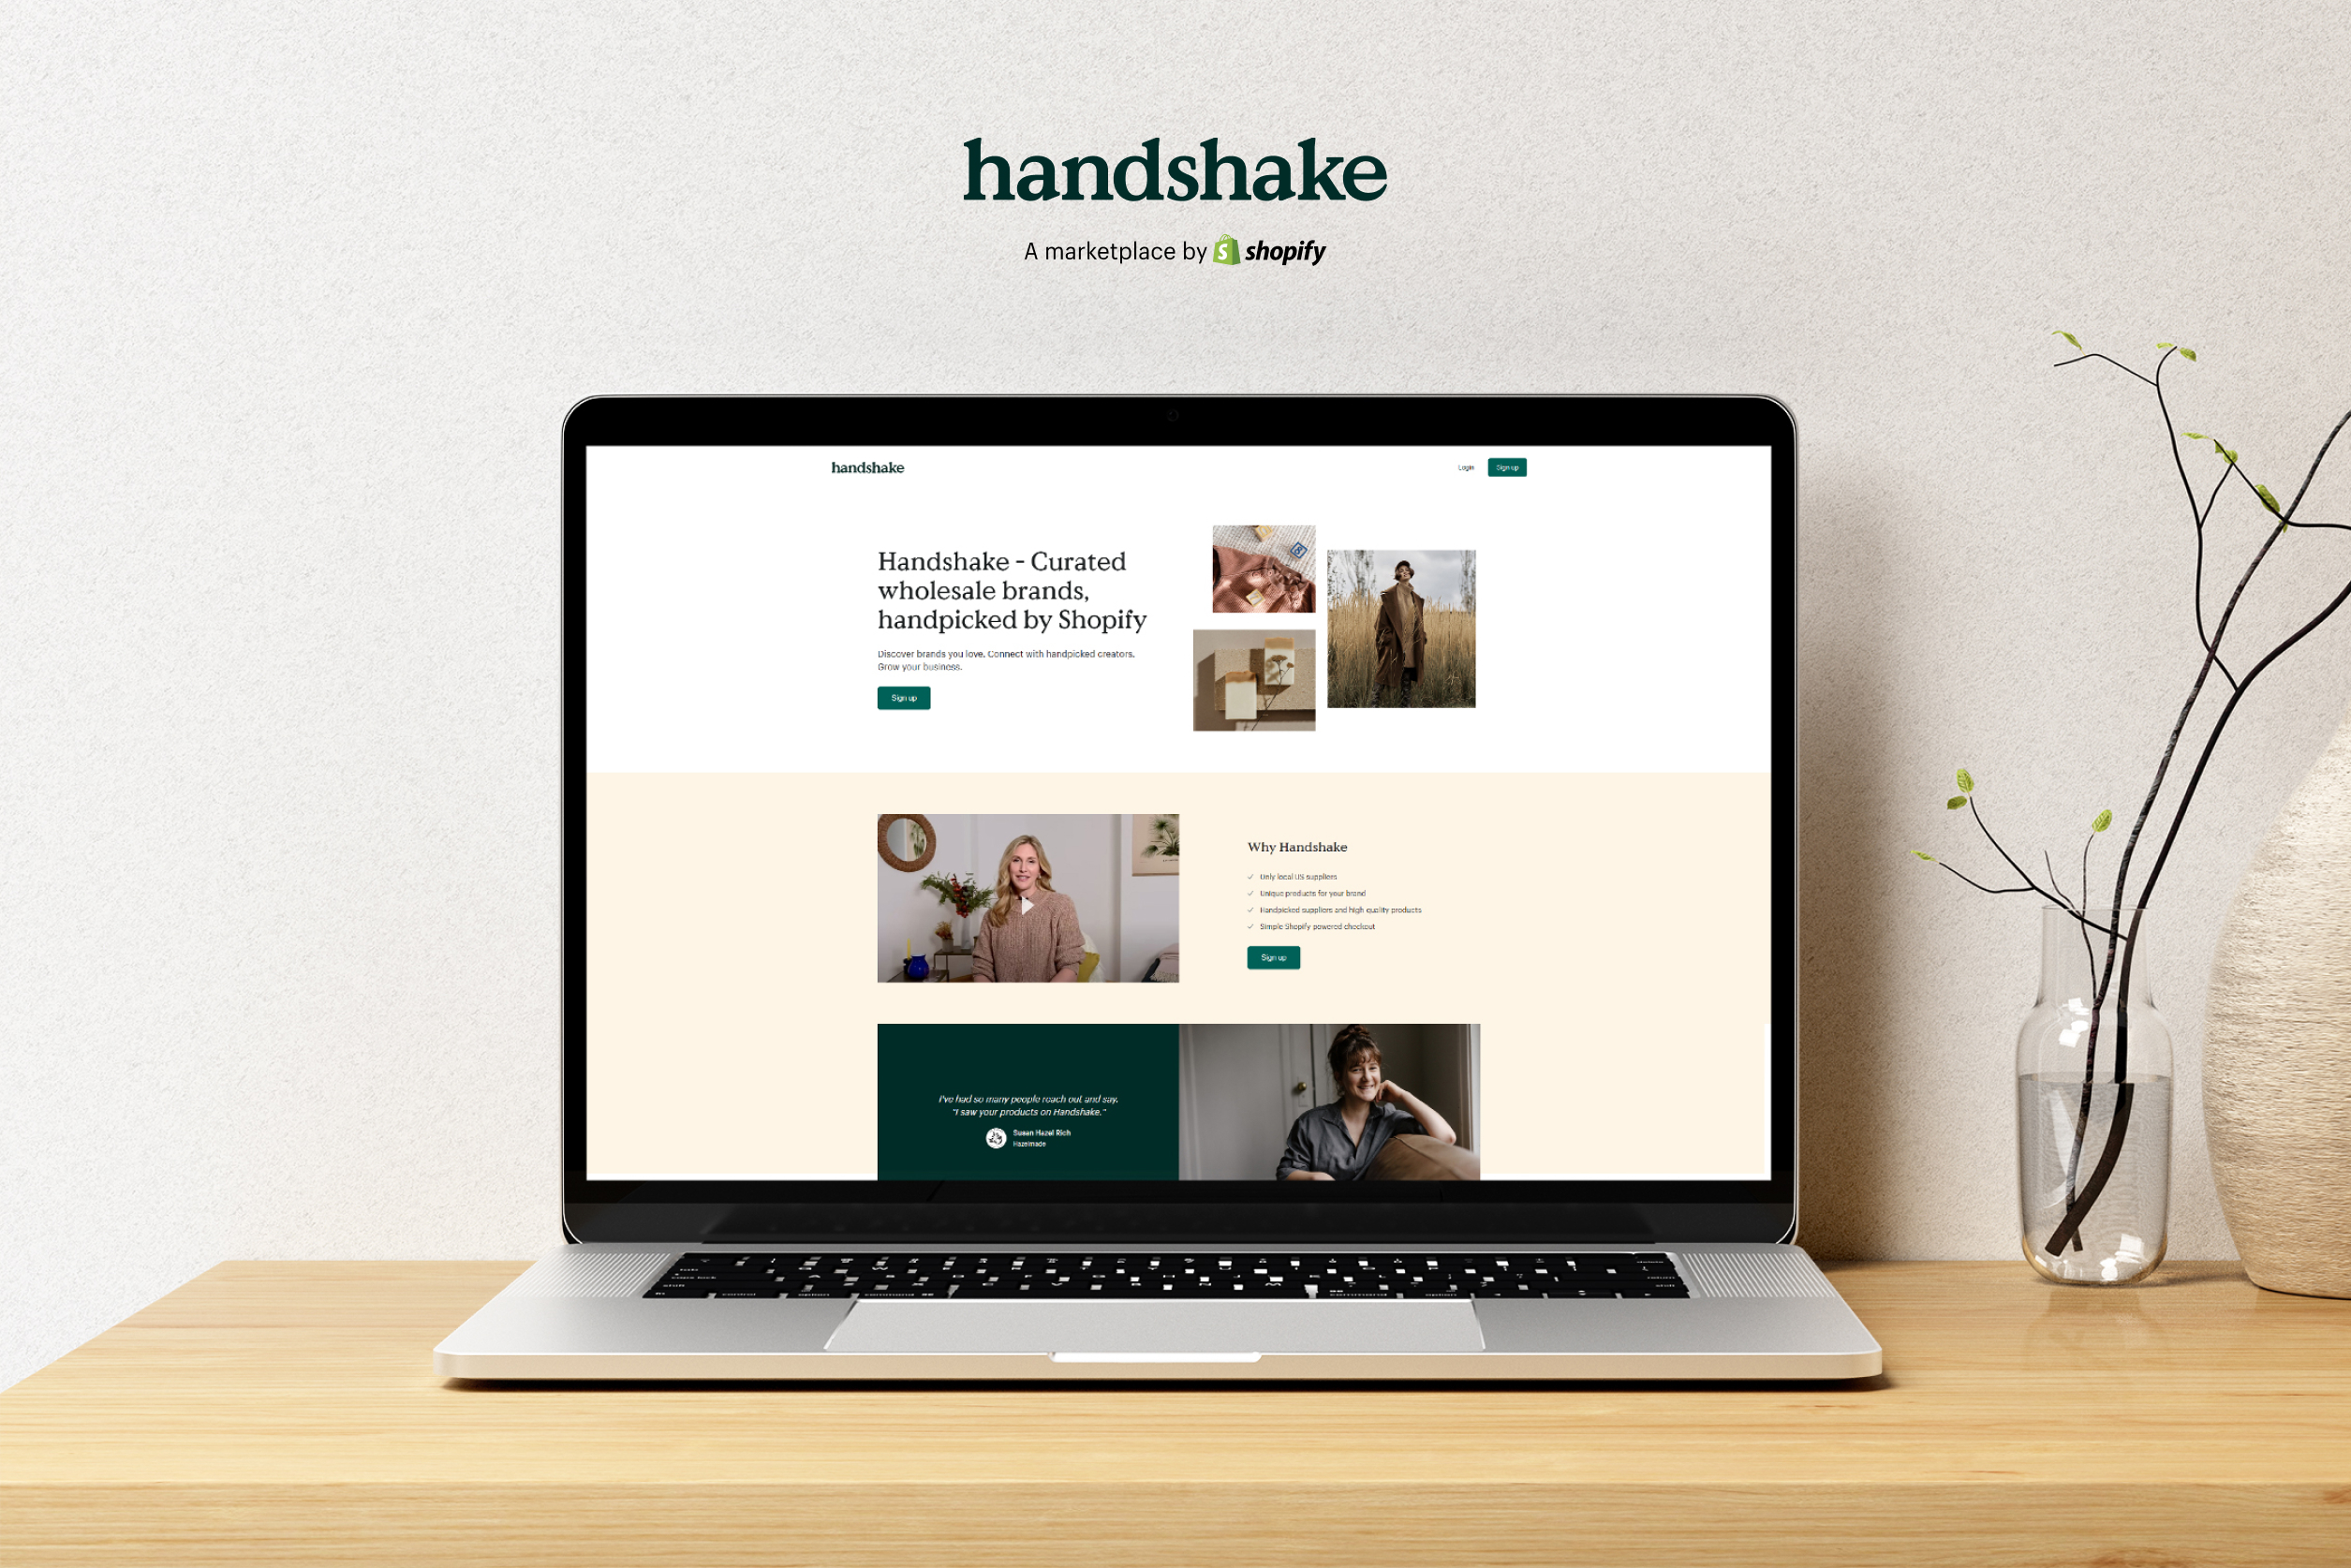 handshake
A marketplace by shopify
handshake
Login
Sign up
Handshake - Curated
wholesale brands,
handpicked by Shopify
Discover brands you love. Connect with handpicked creators.
Grow your business.
Sign up
Why Handshake
Only local US suppliers
Unique products for your brand
Handpicked suppliers and high quality products
Simple Shopify powered checkout
Sign up
I've had so many people reach out and say,
"I saw your products on Handshake."
Susan Hazel Rich
Hazelmade